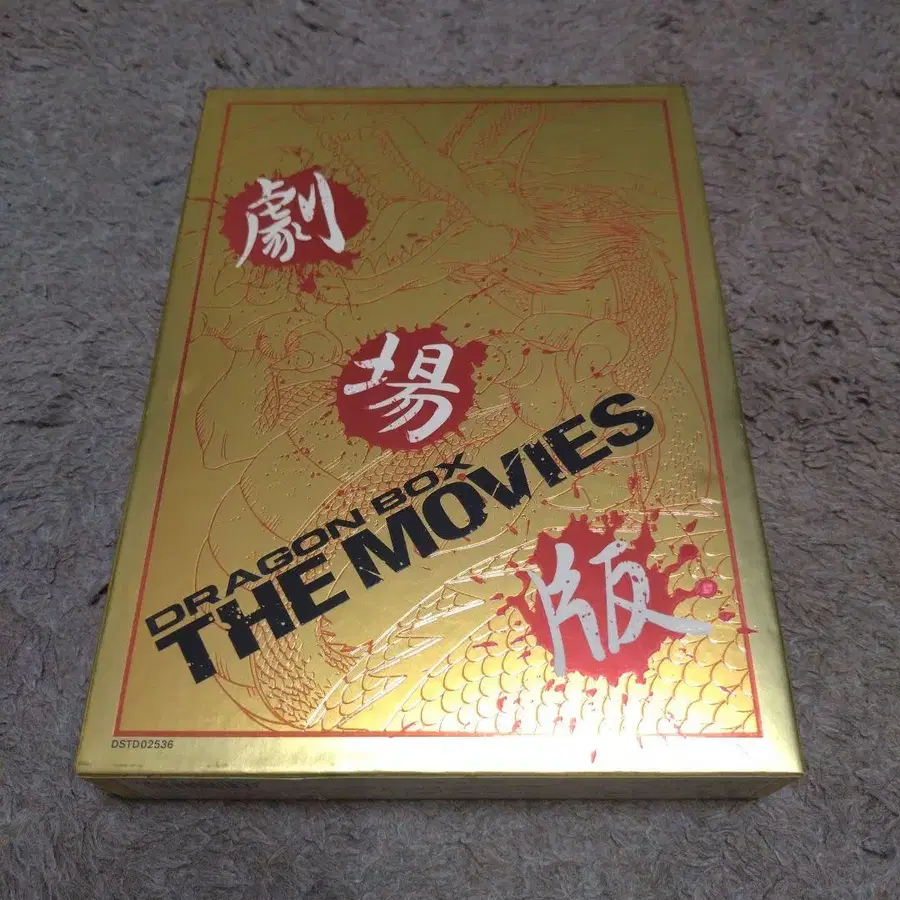 劇
場
DRAGON BOX
THE MOVIES
版
DSTD02536